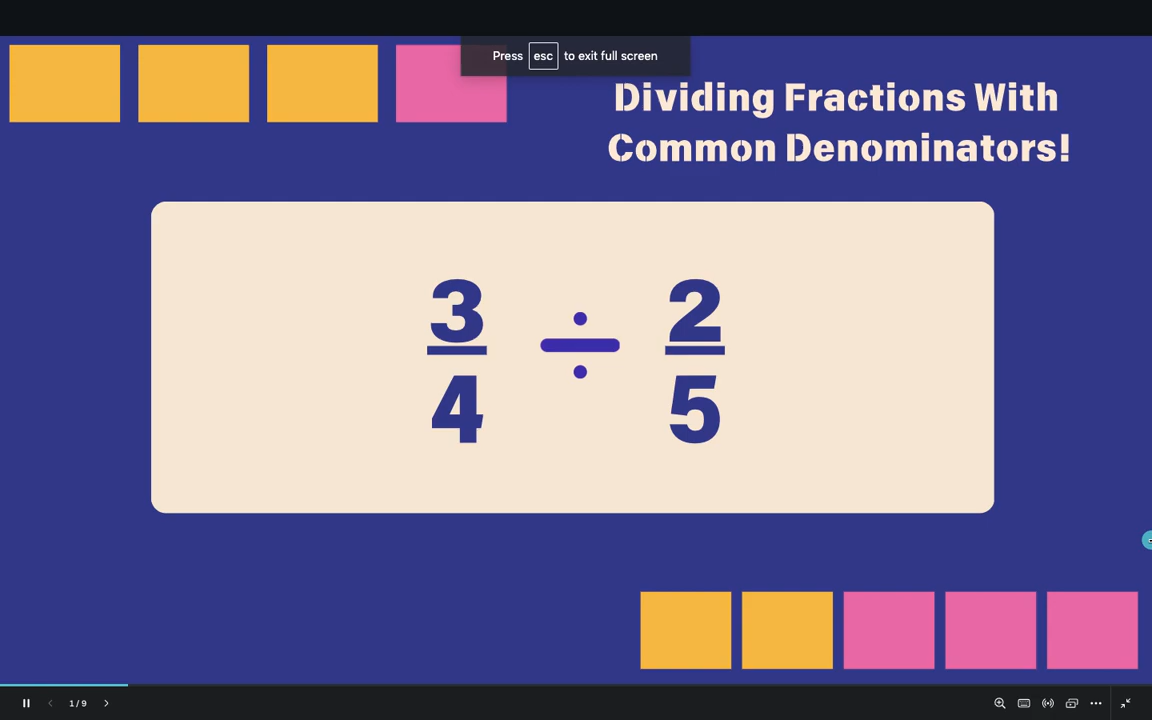 Press esc to exit full screen
Dividing Fractions With
Common Denominators!
3 ÷ 2
4 5
1 / 9